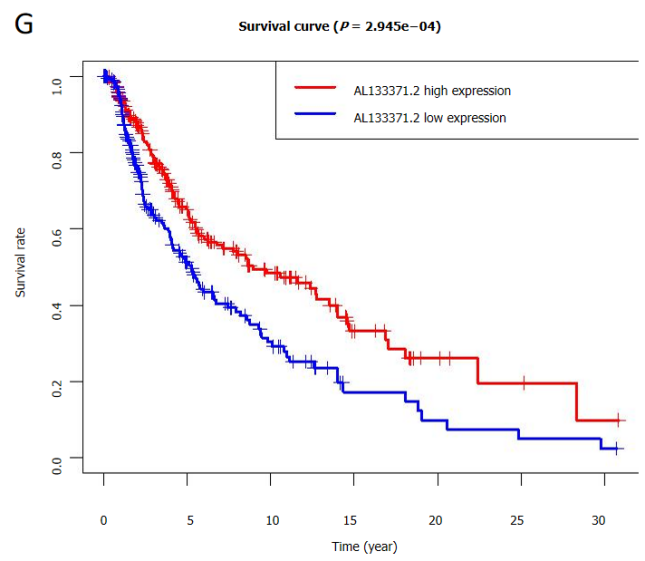 G
Survival curve (P = 2.945e−04)
AL133371.2 high expression
AL133371.2 low expression
Survival rate
1.0
0.8
0.6
0.4
0.2
0.0
0 5 10 15 20 25 30
Time (year)